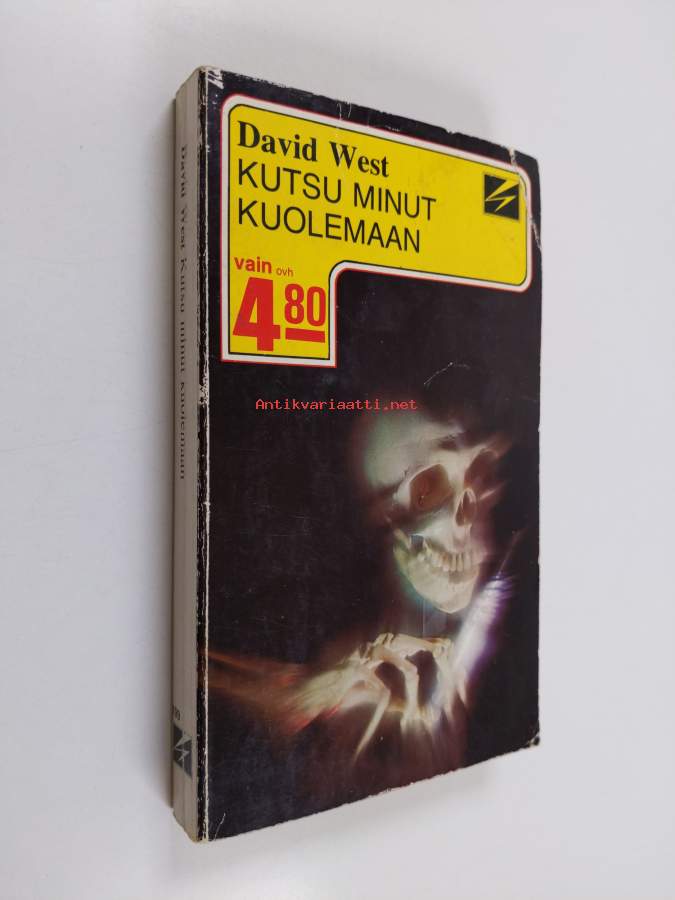 David West
KUTSU MINUT
KUOLEMAAN
vain ovh
4 80
Antikvariaatti.net
David West Kutsu minut kuolemaan